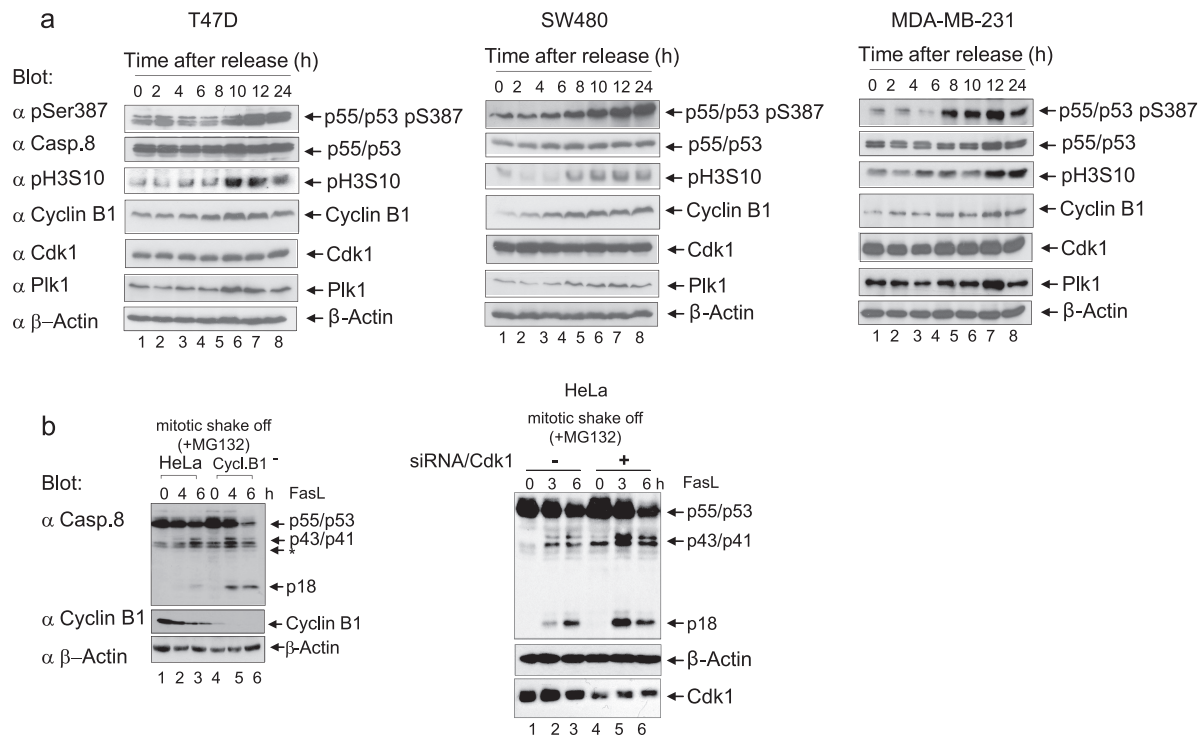 a
T47D
SW480
MDA-MB-231
Time after release (h)
Time after release (h)
Time after release (h)
Blot:
0 2 4 6 8 10 12 24
0 2 4 6 8 10 12 24
0 2 4 6 8 10 12 24
α pSer387
p55/p53 pS387
p55/p53 pS387
p55/p53 pS387
α Casp.8
p55/p53
p55/p53
p55/p53
α pH3S10
pH3S10
pH3S10
pH3S10
α Cyclin B1
Cyclin B1
Cyclin B1
Cyclin B1
α Cdk1
Cdk1
Cdk1
Cdk1
α Plk1
Plk1
Plk1
Plk1
α β–Actin
β-Actin
β-Actin
β-Actin
1 2 3 4 5 6 7 8
1 2 3 4 5 6 7 8
1 2 3 4 5 6 7 8
b
mitotic shake off
(+MG132)
HeLa Cycl.B1 -
Blot:
0 4 6 0 4 6 h FasL
α Casp.8
p55/p53
p43/p41
*
p18
α Cyclin B1
Cyclin B1
α β–Actin
β-Actin
1 2 3 4 5 6
HeLa
mitotic shake off
(+MG132)
siRNA/Cdk1 - +
0 3 6 0 3 6 h FasL
p55/p53
p43/p41
p18
β-Actin
Cdk1
1 2 3 4 5 6